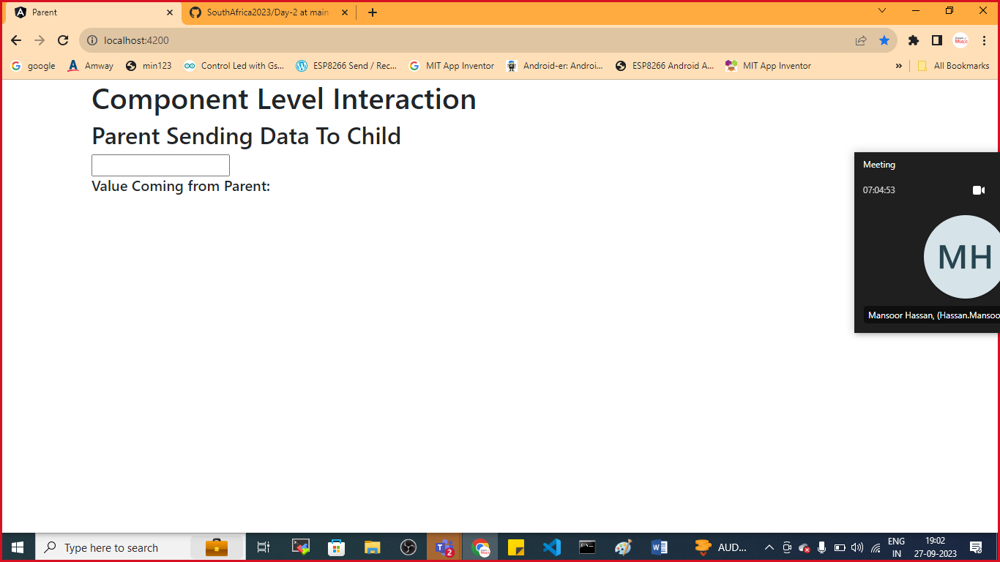 Parent
SouthAfrica2023/Day-2 at main
localhost:4200
google
Amway
min123
Control Led with Gs...
ESP8266 Send / Rec...
MIT App Inventor
Android-er: Androi...
ESP8266 Android A...
MIT App Inventor
»
All Bookmarks
Component Level Interaction
Parent Sending Data To Child
Value Coming from Parent:
Meeting
07:04:53
MH
Mansoor Hassan, (Hassan.Mansoo
Type here to search
2
AUD...
ENG
IN
19:02
27-09-2023